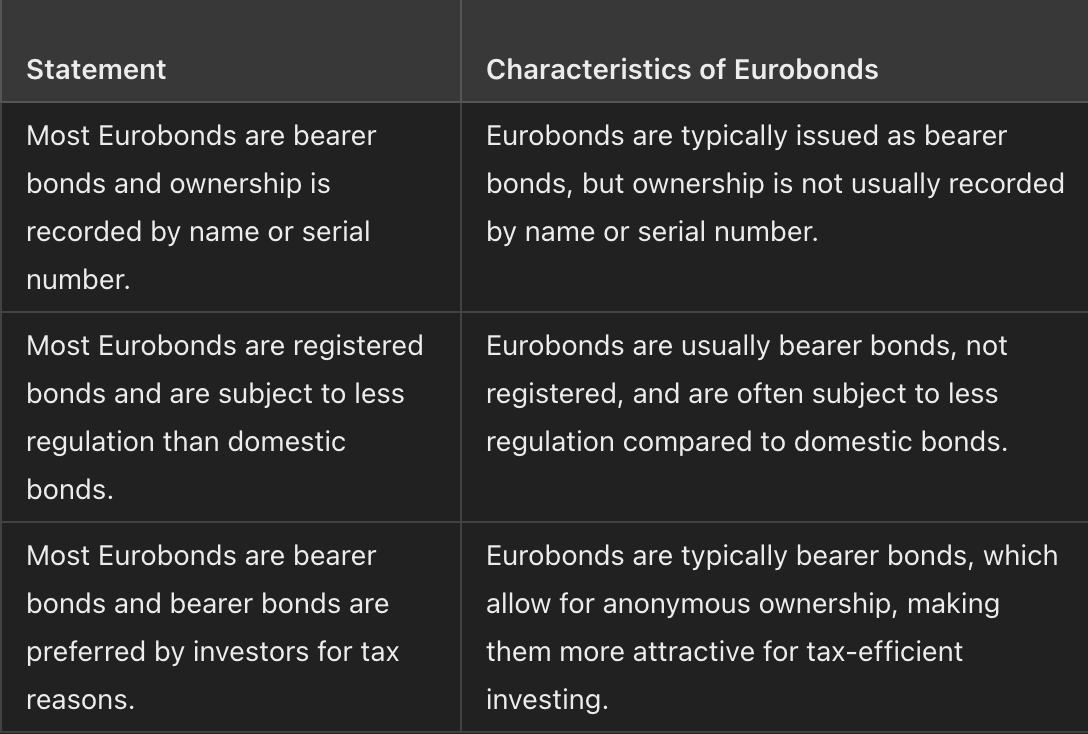 Statement
Characteristics of Eurobonds
Most Eurobonds are bearer
bonds and ownership is
recorded by name or serial
number.
Eurobonds are typically issued as bearer
bonds, but ownership is not usually recorded
by name or serial number.
Most Eurobonds are registered
bonds and are subject to less
regulation than domestic
bonds.
Eurobonds are usually bearer bonds, not
registered, and are often subject to less
regulation compared to domestic bonds.
Most Eurobonds are bearer
bonds and bearer bonds are
preferred by investors for tax
reasons.
Eurobonds are typically bearer bonds, which
allow for anonymous ownership, making
them more attractive for tax-efficient
investing.